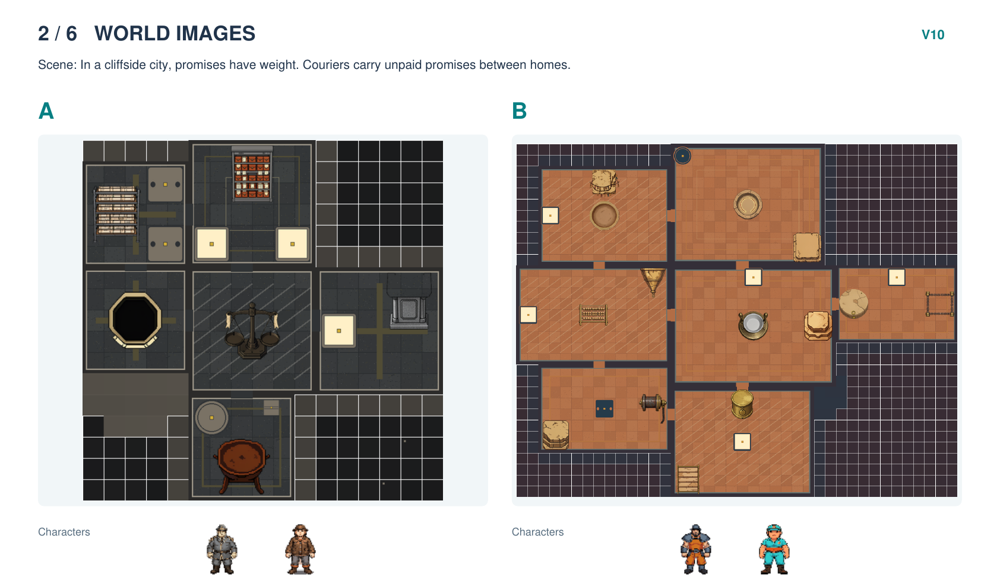 2 / 6 WORLD IMAGES
V10
Scene: In a cliffside city, promises have weight. Couriers carry unpaid promises between homes.
A
B
Characters
Characters